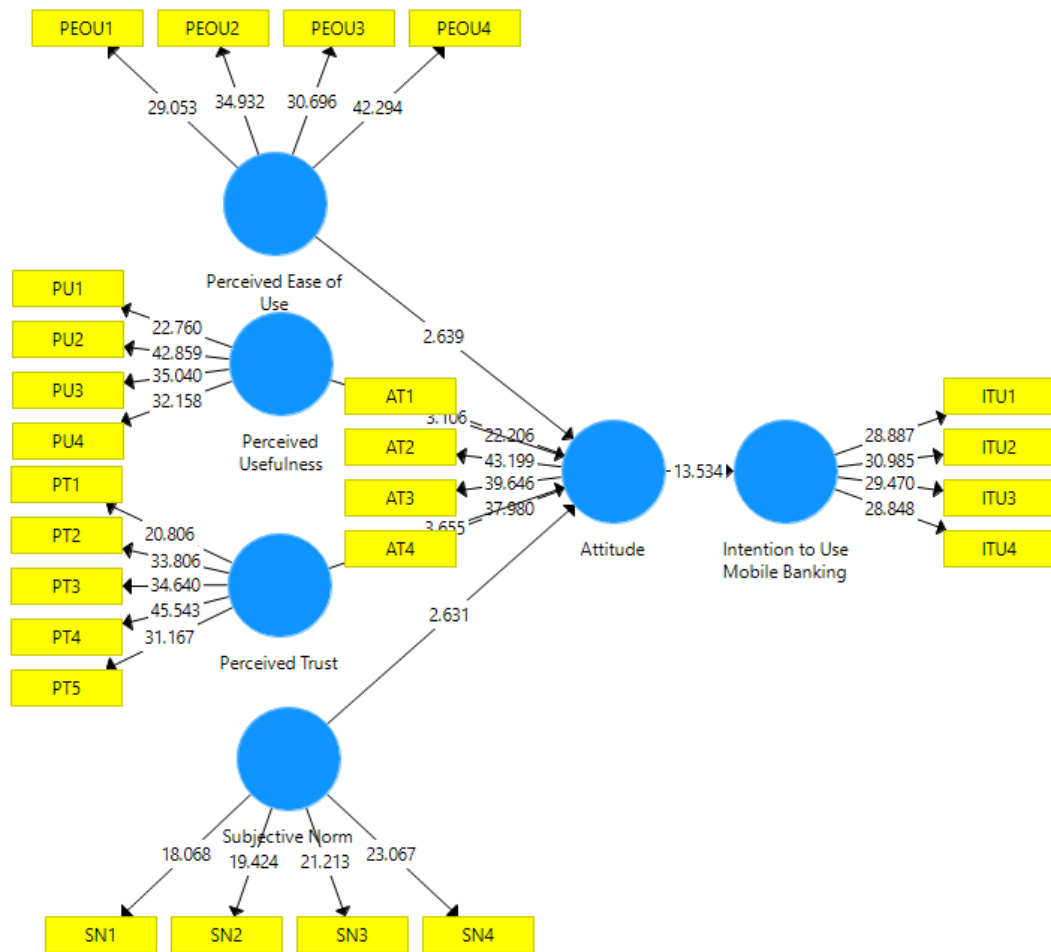 PEOU1
PEOU2
PEOU3
PEOU4
29.053
34.932
30.696
42.294
Perceived Ease of
Use
2.639
PU1
PU2
PU3
PU4
22.760
42.859
35.040
32.158
Perceived
Usefulness
3.106
AT1
AT2
AT3
AT4
22.206
43.199
39.646
37.980
Attitude
13.534
Intention to Use
Mobile Banking
28.887
30.985
29.470
28.848
ITU1
ITU2
ITU3
ITU4
PT1
PT2
PT3
PT4
PT5
20.806
33.806
34.640
45.543
31.167
Perceived Trust
3.655
2.631
Subjective Norm
18.068
19.424
21.213
23.067
SN1
SN2
SN3
SN4